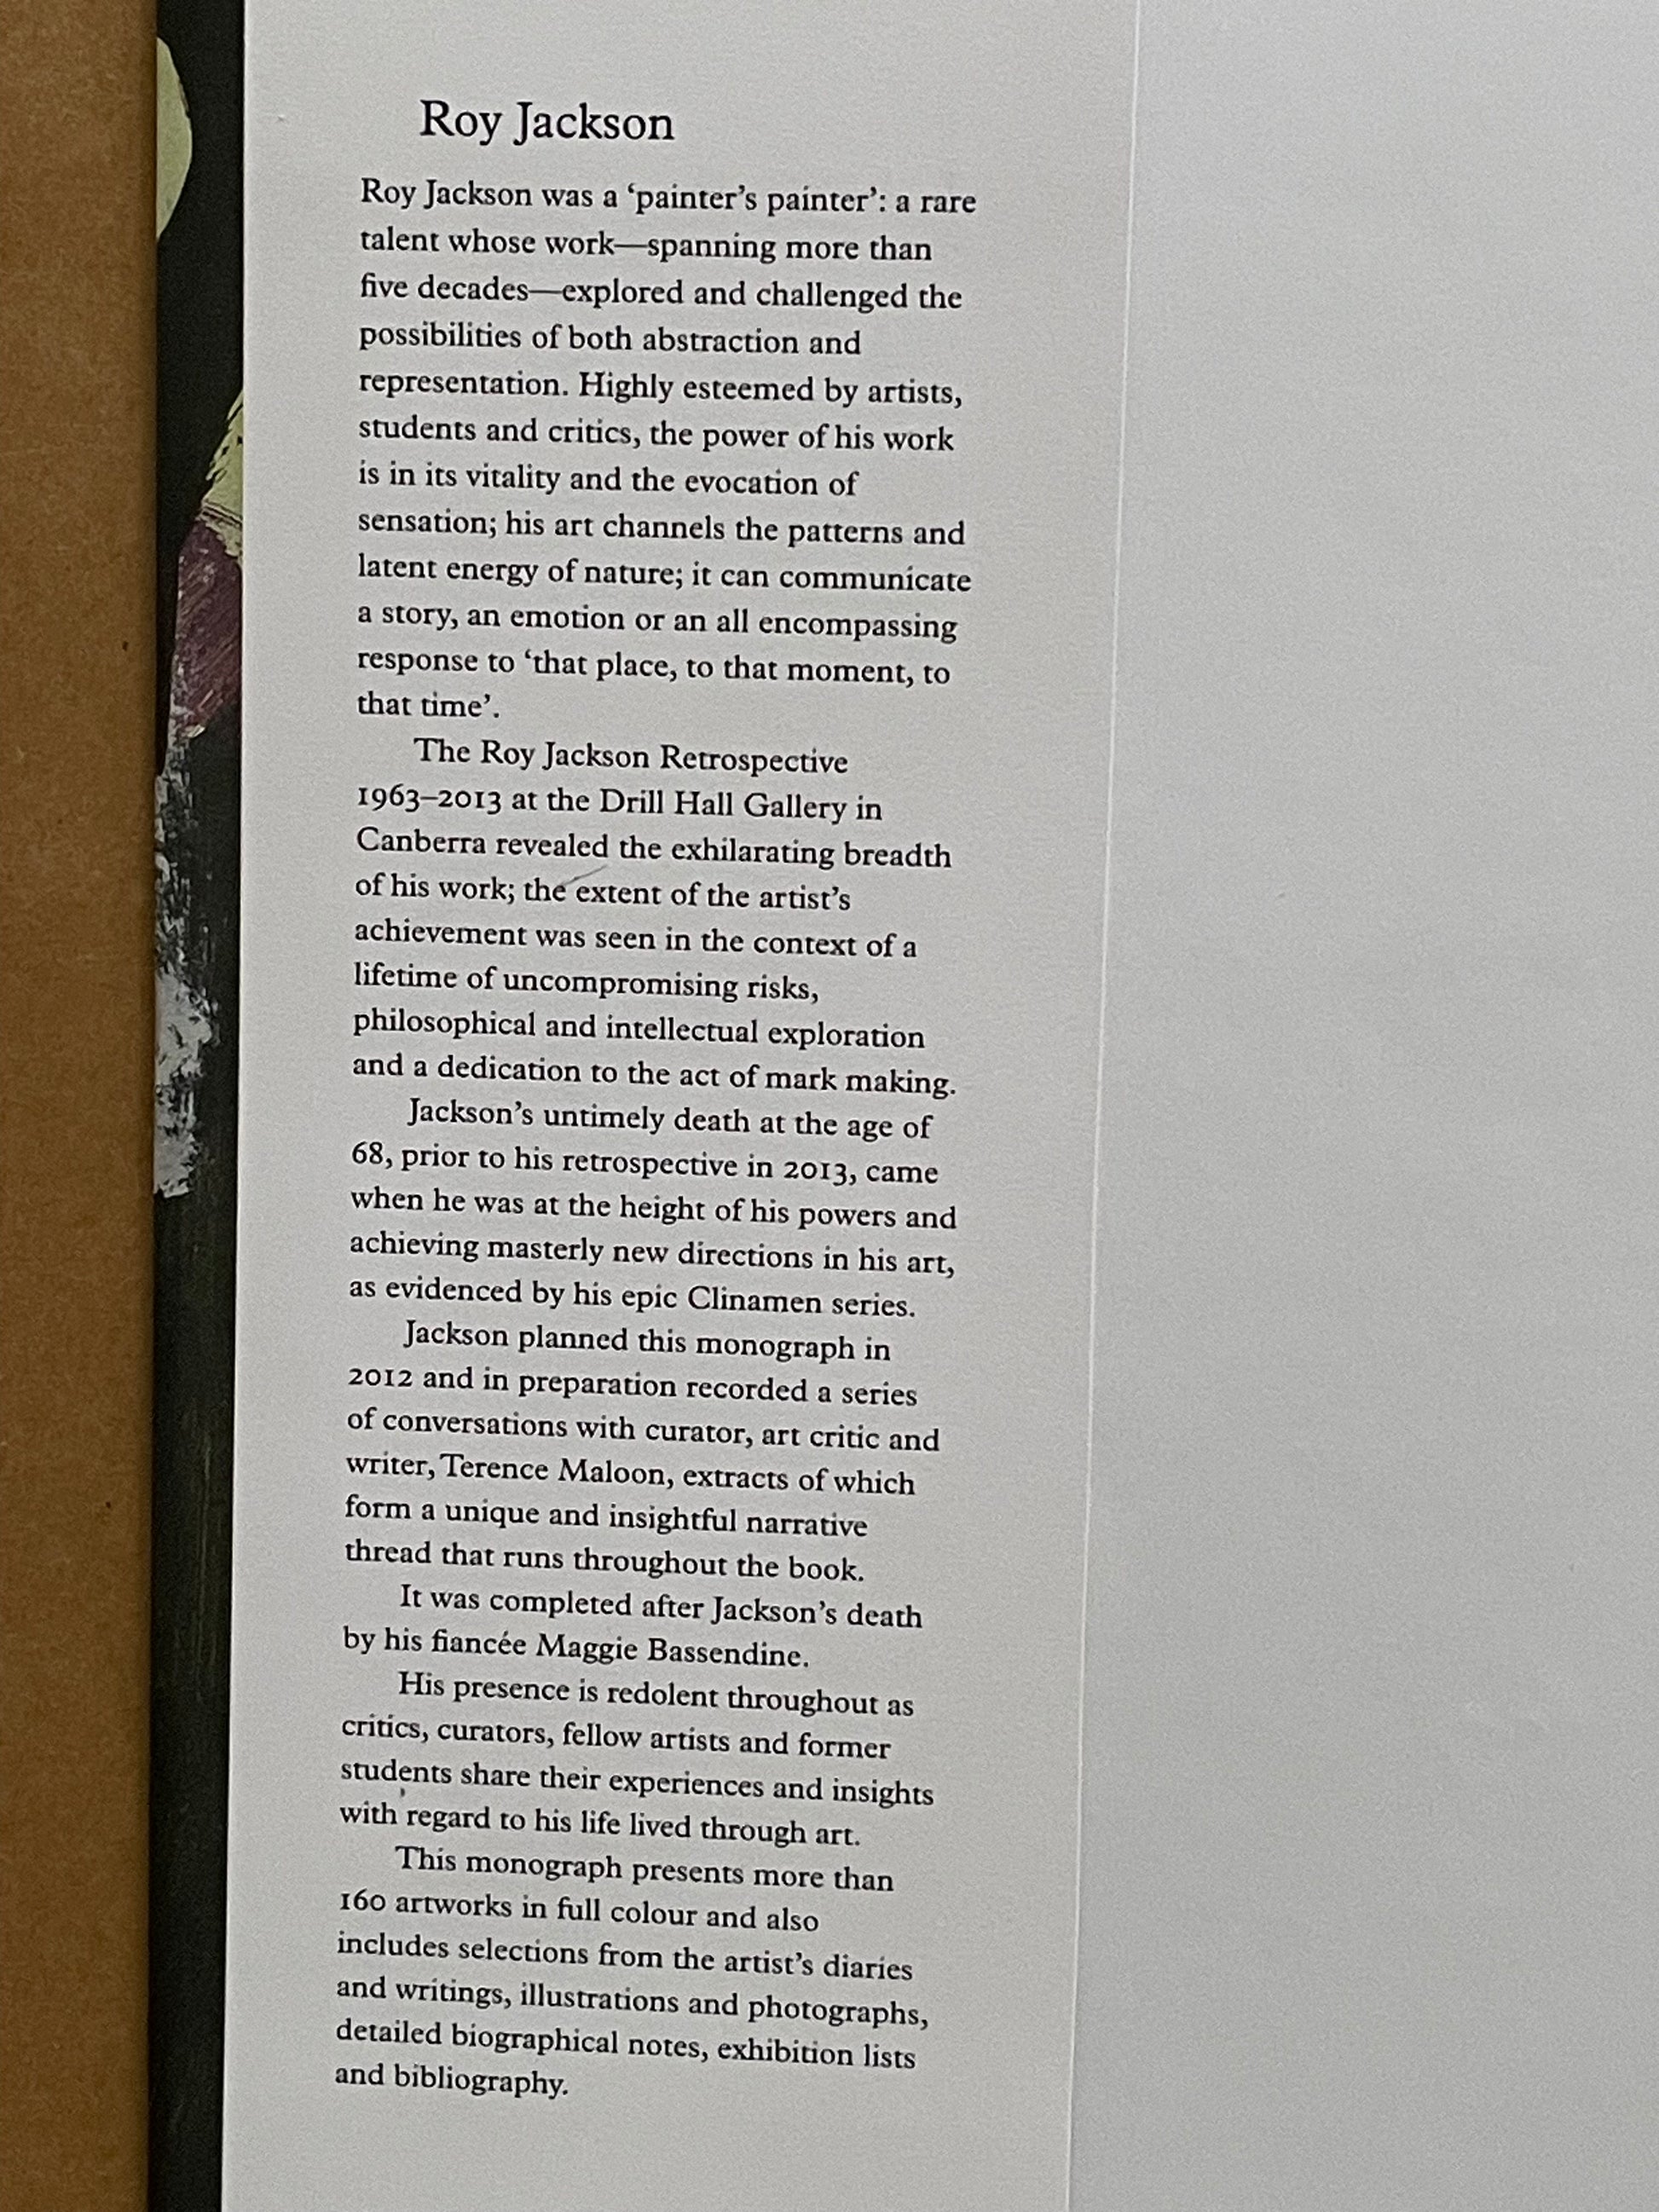 Roy Jackson
Roy Jackson was a ‘painter’s painter’: a rare
talent whose work—spanning more than
five decades—explored and challenged the
possibilities of both abstraction and
representation. Highly esteemed by artists,
students and critics, the power of his work
is in its vitality and the evocation of
sensation; his art channels the patterns and
latent energy of nature; it can communicate
a story, an emotion or an all encompassing
response to ‘that place, to that moment, to
that time’.
The Roy Jackson Retrospective
1963–2013 at the Drill Hall Gallery in
Canberra revealed the exhilarating breadth
of his work; the extent of the artist’s
achievement was seen in the context of a
lifetime of uncompromising risks,
philosophical and intellectual exploration
and a dedication to the act of mark making.
Jackson’s untimely death at the age of
68, prior to his retrospective in 2013, came
when he was at the height of his powers and
achieving masterly new directions in his art,
as evidenced by his epic Clinamen series.
Jackson planned this monograph in
2012 and in preparation recorded a series
of conversations with curator, art critic and
writer, Terence Maloon, extracts of which
form a unique and insightful narrative
thread that runs throughout the book.
It was completed after Jackson’s death
by his fiancée Maggie Bassendine.
His presence is redolent throughout as
critics, curators, fellow artists and former
students share their experiences and insights
with regard to his life lived through art.
This monograph presents more than
160 artworks in full colour and also
includes selections from the artist’s diaries
and writings, illustrations and photographs,
detailed biographical notes, exhibition lists
and bibliography.